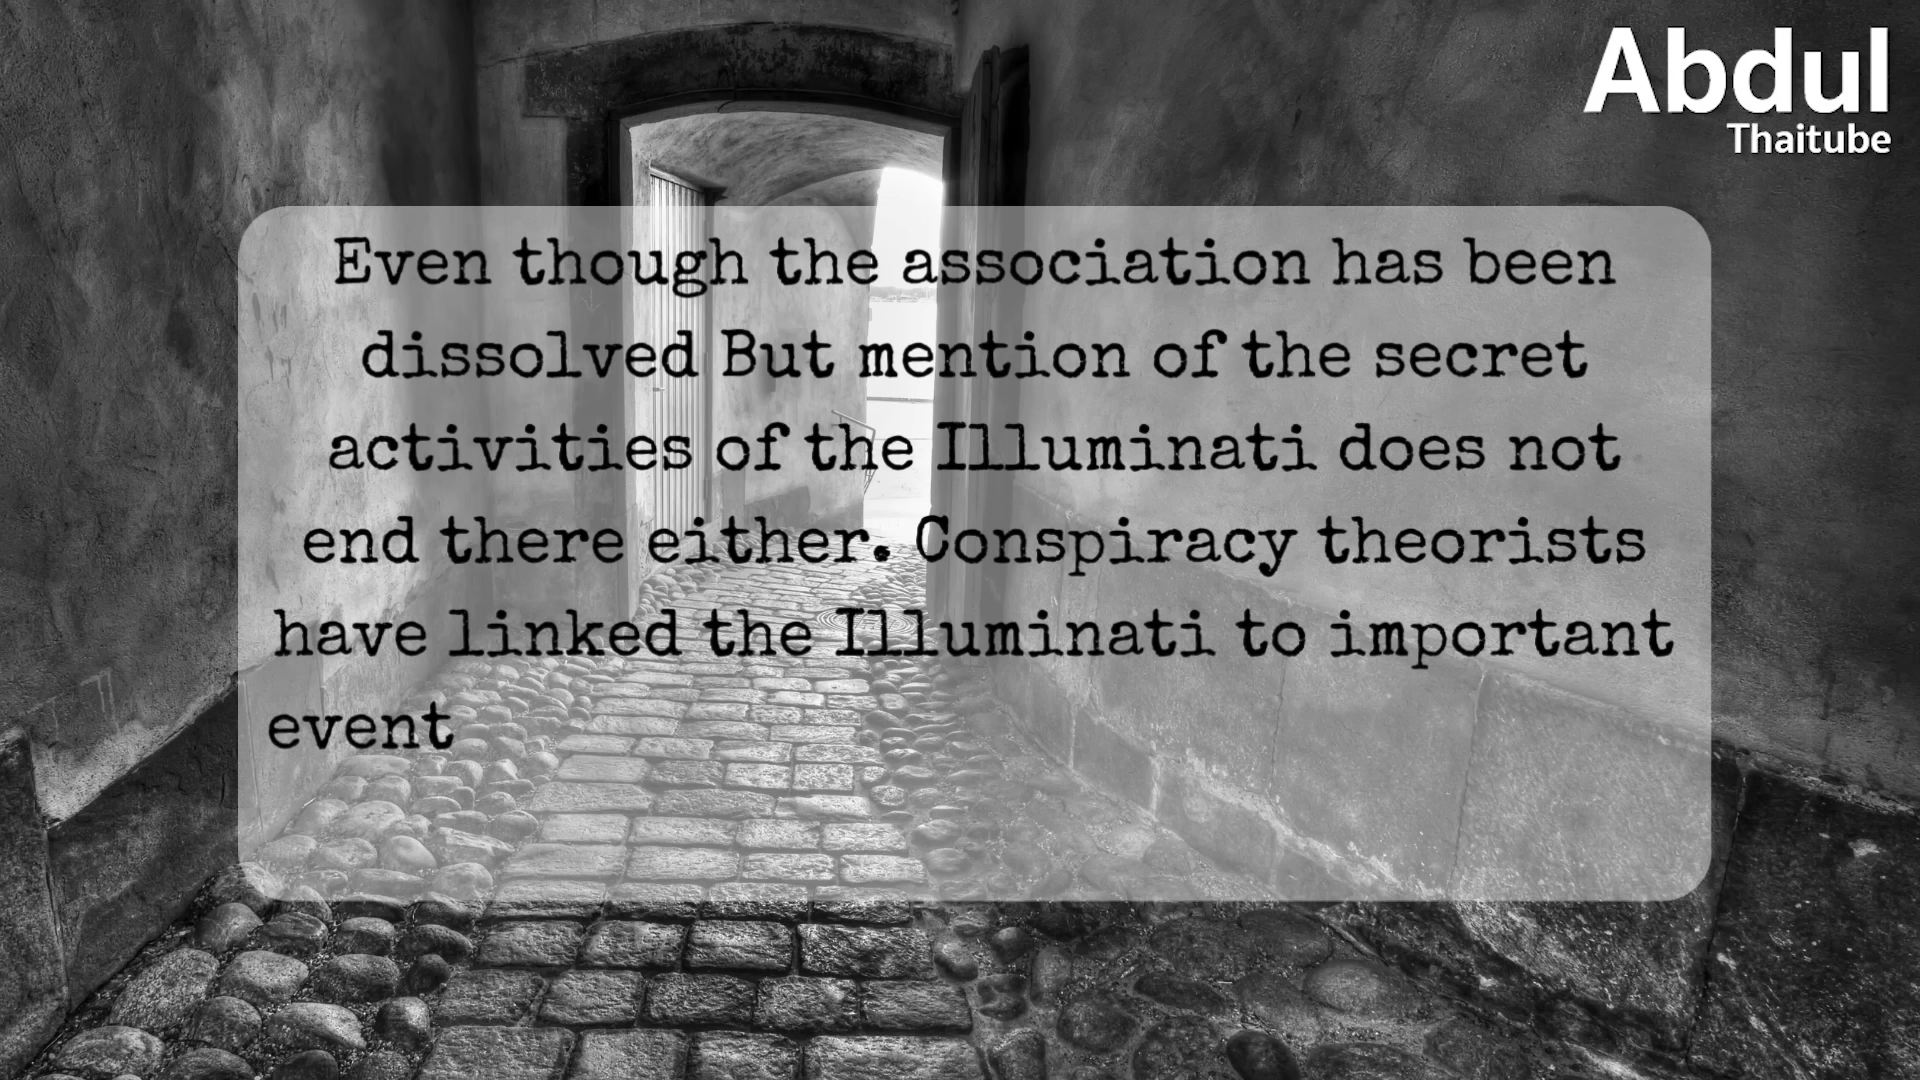 Abdul
Thaitube
Even though the association has been
dissolved But mention of the secret
activities of the Illuminati does not
end there either. Conspiracy theorists
have linked the Illuminati to important
event